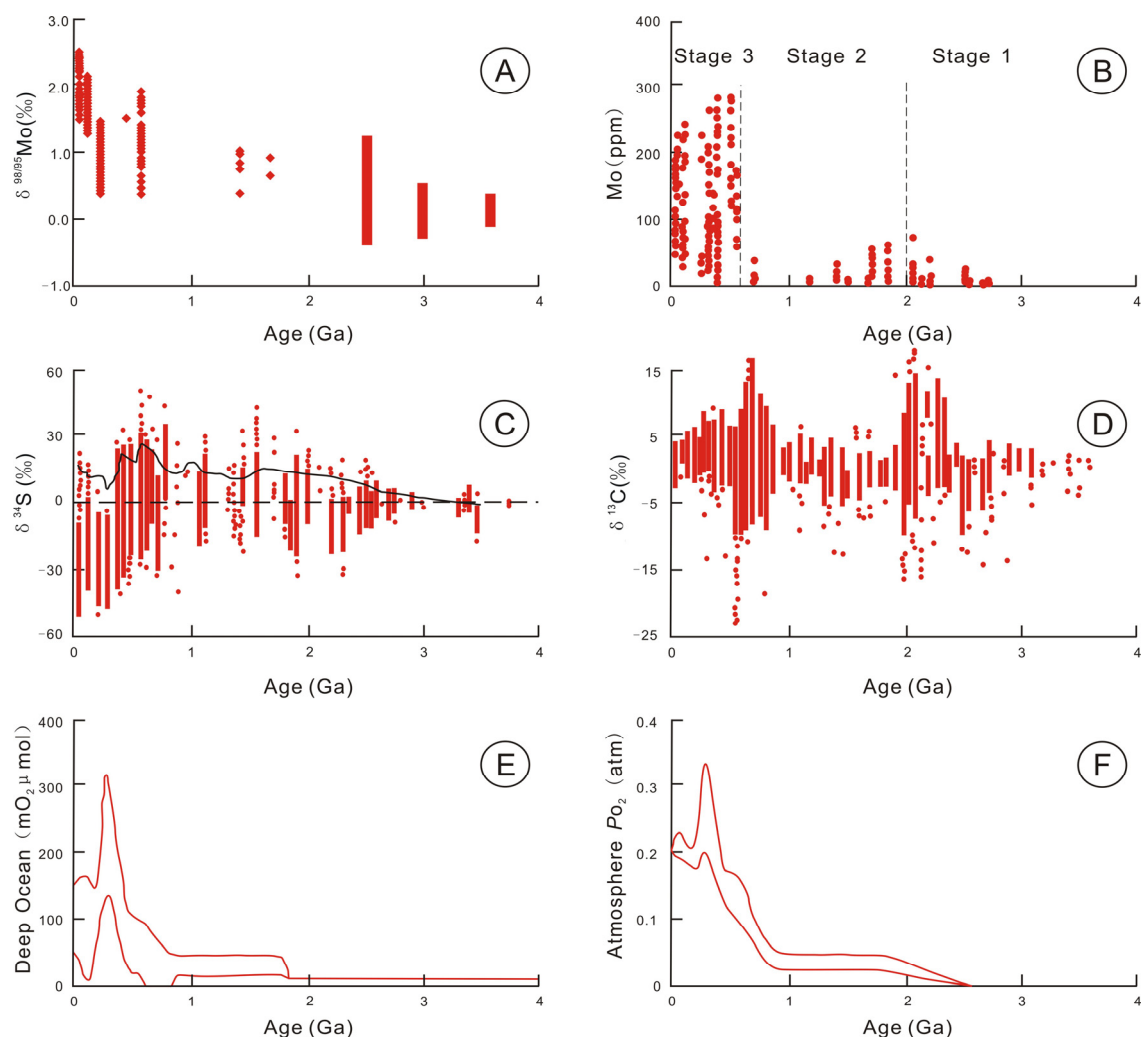 3.0
2.0
1.0
0.0
−1.0
δ 98/95Mo(‰)
A
0 1 2 3 4
Age (Ga)
400
300
200
100
0
Mo (ppm)
Stage 3 Stage 2 Stage 1
B
0 1 2 3 4
Age (Ga)
60
30
0
−30
−60
δ 34S (‰)
C
0 1 2 3 4
Age (Ga)
15
5
−5
−15
−25
δ 13C(‰)
D
0 1 2 3 4
Age (Ga)
400
300
200
100
0
Deep Ocean (mO2 μ mol)
E
0 1 2 3 4
Age (Ga)
0.4
0.3
0.2
0.1
0
Atmosphere Po2 (atm)
F
0 1 2 3 4
Age (Ga)